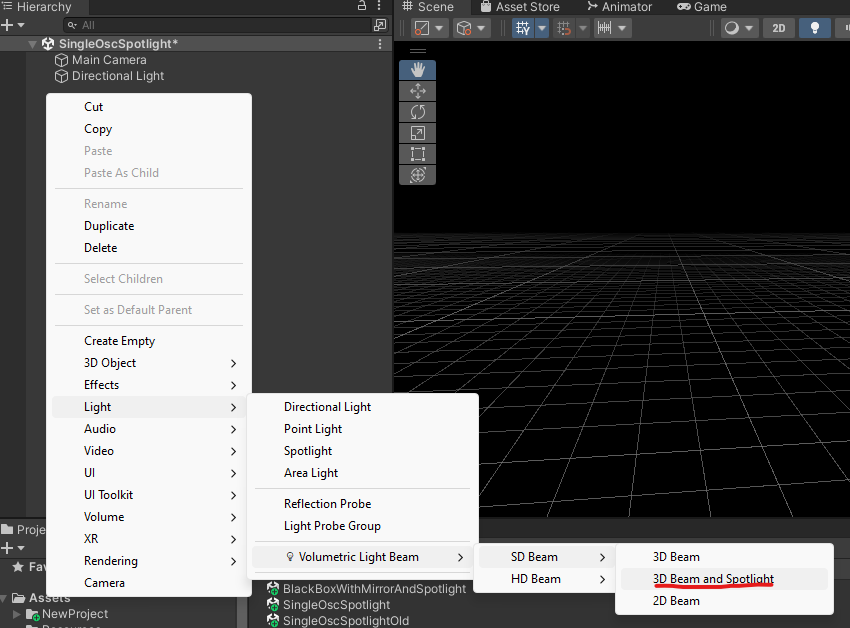 Hierarchy
Scene
Asset Store
Animator
Game
All
2D
SingleOscSpotlight*
Main Camera
Directional Light
Cut
Copy
Paste
Paste As Child
Rename
Duplicate
Delete
Select Children
Set as Default Parent
Create Empty
3D Object
Effects
Light
Audio
Video
UI
UI Toolkit
Volume
XR
Rendering
Camera
Directional Light
Point Light
Spotlight
Area Light
Reflection Probe
Light Probe Group
Volumetric Light Beam
SD Beam
HD Beam
3D Beam
3D Beam and Spotlight
2D Beam
Proje
Fav
Assets
NewProject
BlackBoxWithMirrorAndSpotlight
SingleOscSpotlight
SingleOscSpotlightOld